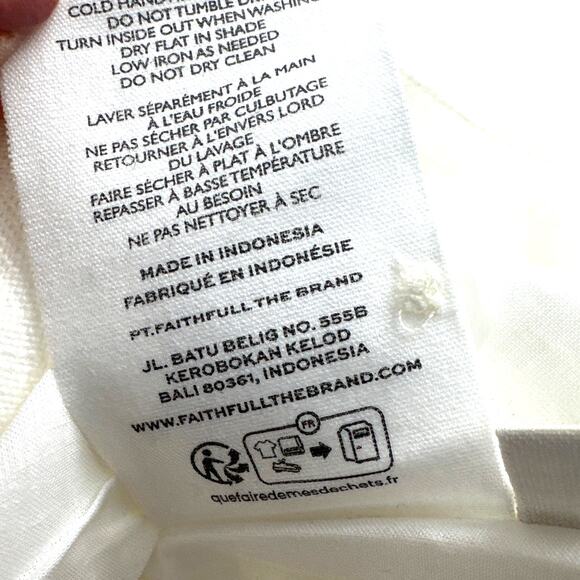 COLD HAND
DO NOT TUMBLE DR
TURN INSIDE OUT WHEN WASHING
DRY FLAT IN SHADE
LOW IRON AS NEEDED
DO NOT DRY CLEAN
LAVER SÉPARÉMENT À LA MAIN
À L'EAU FROIDE
NE PAS SÉCHER PAR CULBUTAGE
RETOURNER À L'ENVERS LORD
DU LAVAGE
FAIRE SÉCHER À PLAT À L'OMBRE
REPASSER À BASSE TEMPÉRATURE
AU BESOIN
NE PAS NETTOYER À SEC
MADE IN INDONESIA
FABRIQUÉ EN INDONÉSIE
PT.FAITHFULL THE BRAND
JL. BATU BELIG NO. 555B
KEROBOKAN KELOD
BALI 80361, INDONESIA
WWW.FAITHFULLTHEBRAND.COM
FR
quefairedemesdechets.fr